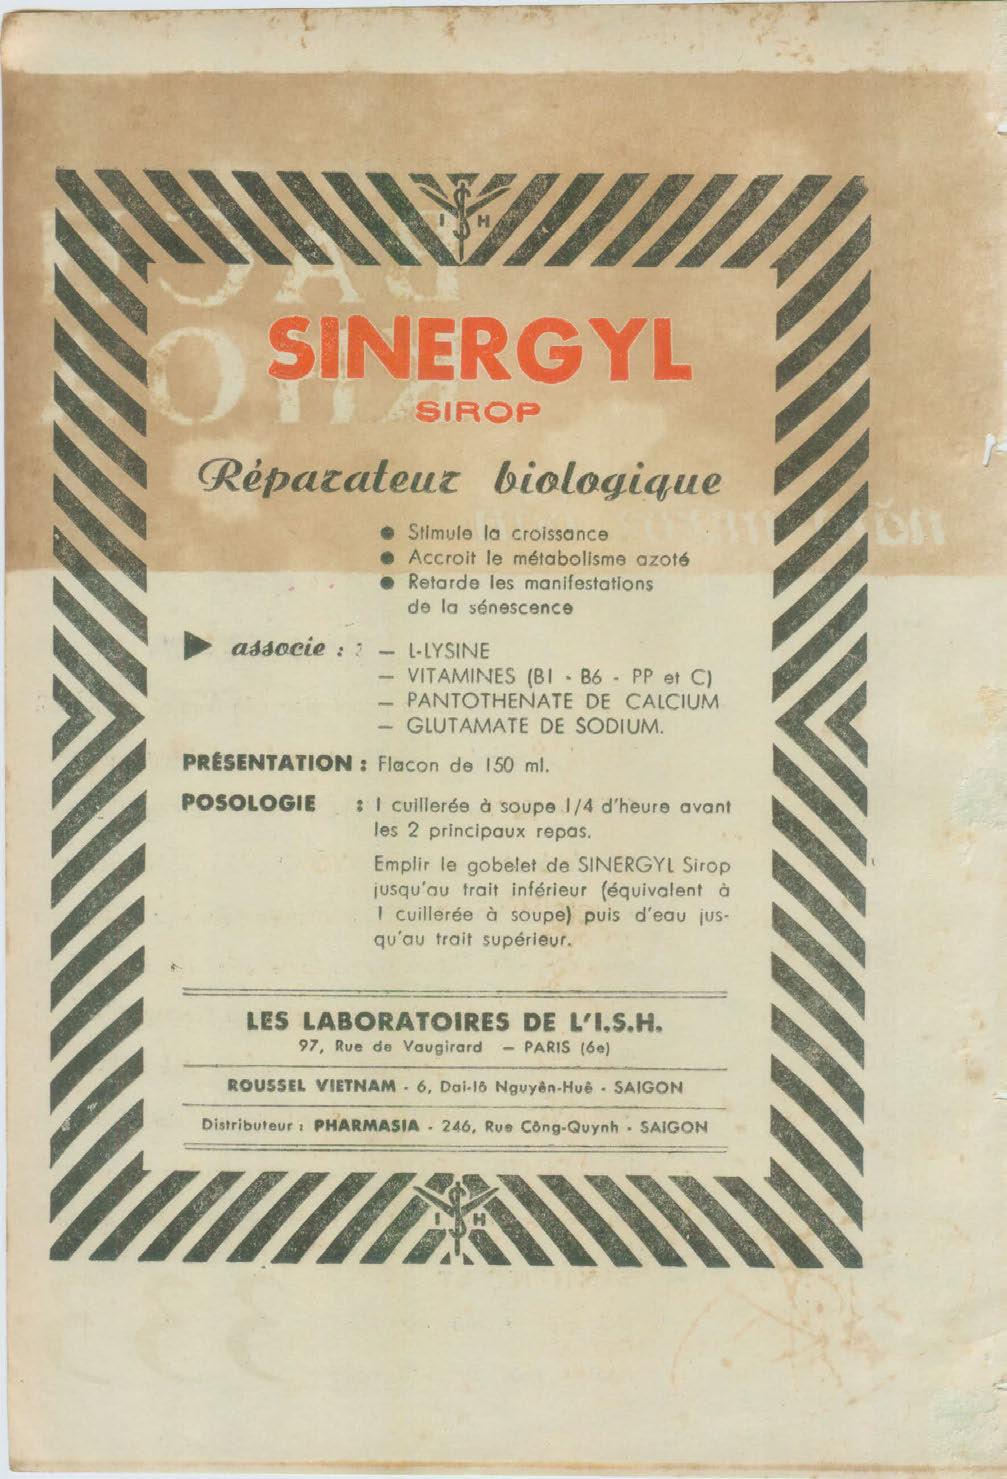 I S H
SINERGYL
SIROP
Réparateur biologique
● Stimule la croissance
● Accroit le métabolisme azoté
● Retarde les manifestations
de la sénescence
► associe : — L-LYSINE
— VITAMINES (B1 - B6 - PP et C)
— PANTOTHENATE DE CALCIUM
— GLUTAMATE DE SODIUM.
PRÉSENTATION : Flacon de 150 ml.
POSOLOGIE : 1 cuillerée à soupe 1/4 d'heure avant
les 2 principaux repas.
Emplir le gobelet de SINERGYL Sirop
jusqu'au trait inférieur (équivalent à
1 cuillerée à soupe) puis d'eau jus-
qu'au trait supérieur.
LES LABORATOIRES DE L'I.S.H.
97, Rue de Vaugirard — PARIS (6e)
ROUSSEL VIETNAM - 6, Dai-lô Nguyên-Huê - SAIGON
Distributeur : PHARMASIA - 246, Rue Công-Quynh - SAIGON
I S H